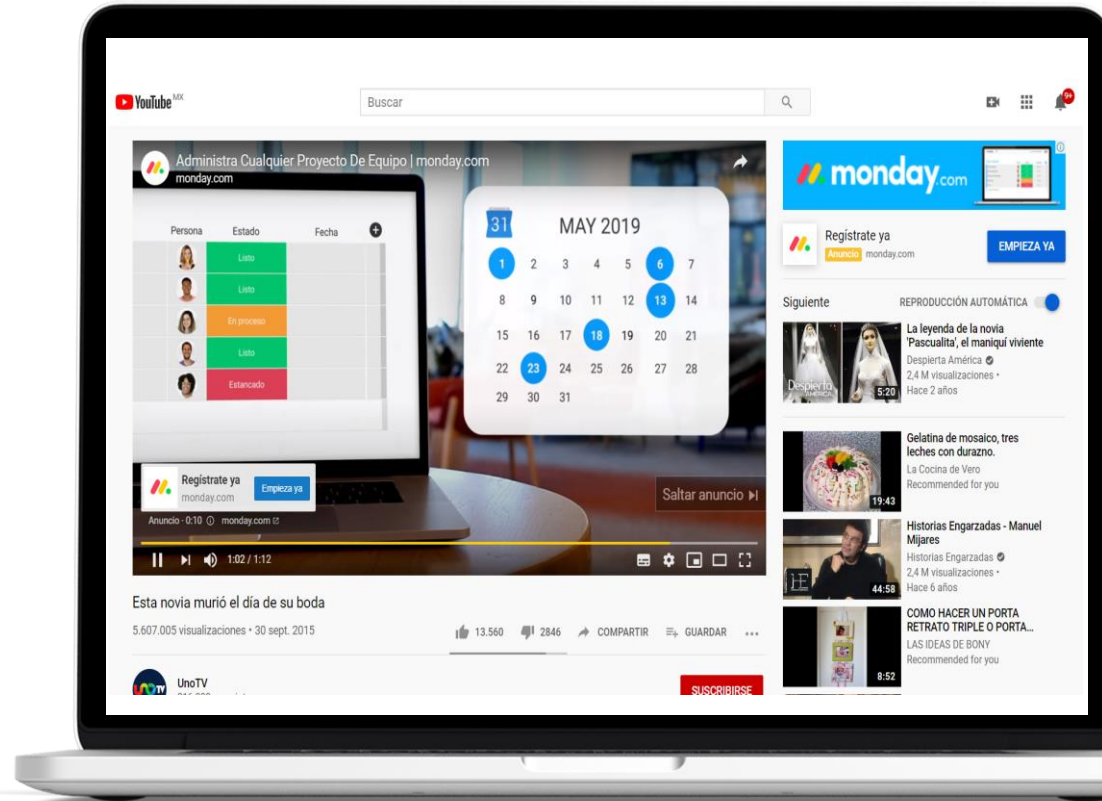 YouTube MX
Buscar
9+
Administra Cualquier Proyecto De Equipo | monday.com
monday.com
Persona Estado Fecha
Listo
Listo
En proceso
Listo
Estancado
31 MAY 2019
1 2 3 4 5 6 7
8 9 10 11 12 13 14
15 16 17 18 19 20 21
22 23 24 25 26 27 28
29 30 31
Regístrate ya
monday.com
Empieza ya
Saltar anuncio
Anuncio · 0:10 monday.com
1:02 / 1:12
Esta novia murió el día de su boda
5.607.005 visualizaciones • 30 sept. 2015
13.560 2846 COMPARTIR GUARDAR
UnoTV
SUSCRIBIRSE
monday.com
Regístrate ya
Anuncio monday.com
EMPIEZA YA
Siguiente REPRODUCCIÓN AUTOMÁTICA
La leyenda de la novia
'Pascualita', el maniquí viviente
Despierta América
2,4 M visualizaciones •
Hace 2 años
Despierta
AMÉRICA
5:20
Gelatina de mosaico, tres
leches con durazno.
La Cocina de Vero
Recommended for you
19:43
Historias Engarzadas - Manuel
Mijares
Historias Engarzadas
2,4 M visualizaciones •
Hace 6 años
HE
44:58
COMO HACER UN PORTA
RETRATO TRIPLE O PORTA...
LAS IDEAS DE BONY
Recommended for you
8:52